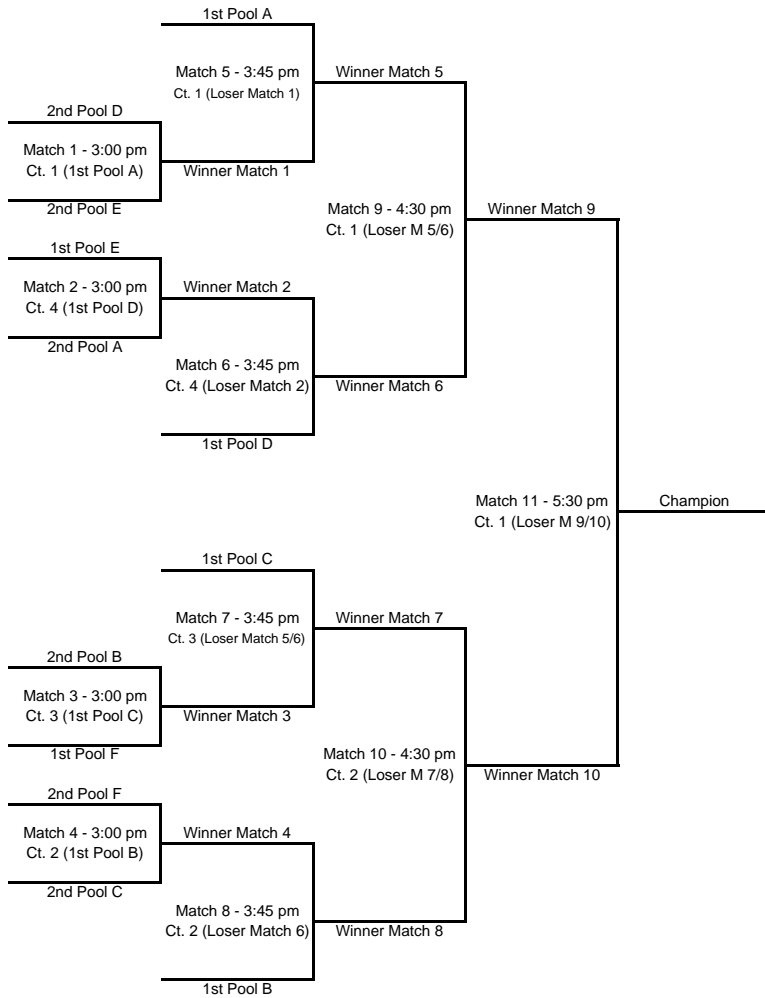 1st Pool A
Match 5 - 3:45 pm
Ct. 1 (Loser Match 1)
Winner Match 5
2nd Pool D
Match 1 - 3:00 pm
Ct. 1 (1st Pool A)
Winner Match 1
2nd Pool E
Match 9 - 4:30 pm
Ct. 1 (Loser M 5/6)
Winner Match 9
1st Pool E
Match 2 - 3:00 pm
Ct. 4 (1st Pool D)
Winner Match 2
2nd Pool A
Match 6 - 3:45 pm
Ct. 4 (Loser Match 2)
Winner Match 6
1st Pool D
Match 11 - 5:30 pm
Ct. 1 (Loser M 9/10)
Champion
1st Pool C
Match 7 - 3:45 pm
Ct. 3 (Loser Match 5/6)
Winner Match 7
2nd Pool B
Match 3 - 3:00 pm
Ct. 3 (1st Pool C)
Winner Match 3
1st Pool F
Match 10 - 4:30 pm
Ct. 2 (Loser M 7/8)
Winner Match 10
2nd Pool F
Match 4 - 3:00 pm
Ct. 2 (1st Pool B)
Winner Match 4
2nd Pool C
Match 8 - 3:45 pm
Ct. 2 (Loser Match 6)
Winner Match 8
1st Pool B